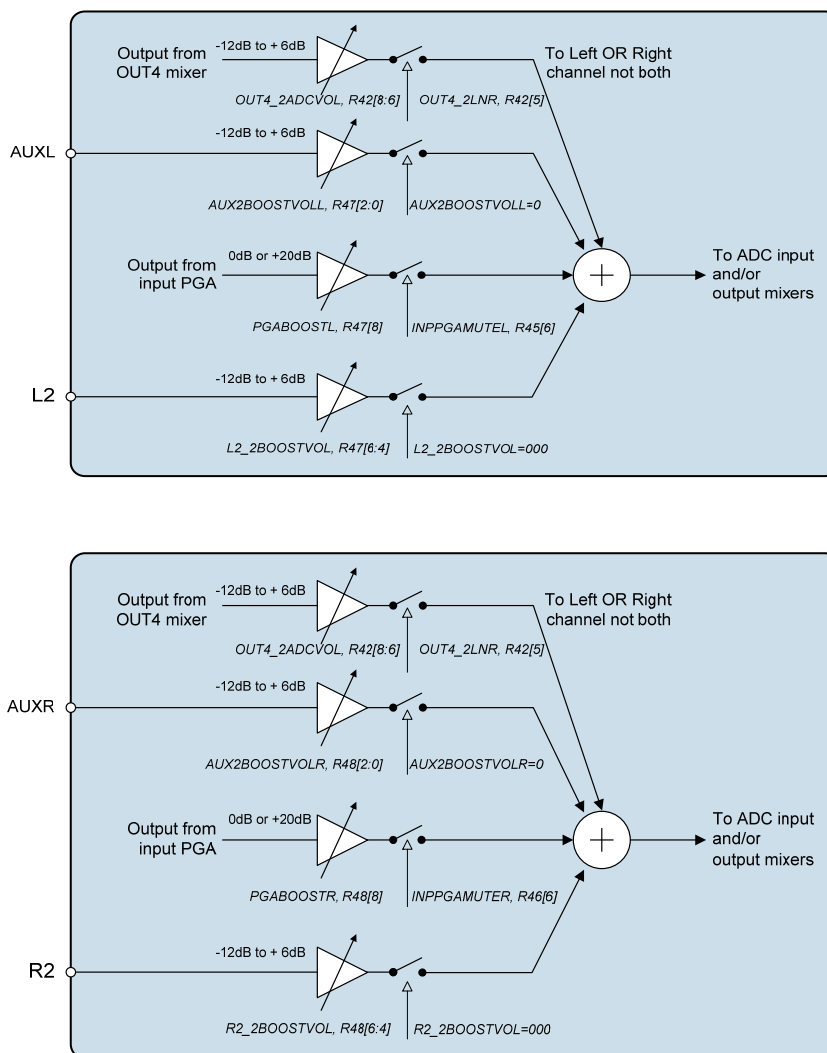 Output from
OUT4 mixer
-12dB to + 6dB
To Left OR Right
channel not both
OUT4_2ADCVOL, R42[8:6]
OUT4_2LNR, R42[5]
AUXL
-12dB to + 6dB
AUX2BOOSTVOLL, R47[2:0]
AUX2BOOSTVOLL=0
Output from
input PGA
0dB or +20dB
To ADC input
and/or
output mixers
PGABOOSTL, R47[8]
INPPGAMUTEL, R45[6]
L2
-12dB to + 6dB
L2_2BOOSTVOL, R47[6:4]
L2_2BOOSTVOL=000
Output from
OUT4 mixer
-12dB to + 6dB
To Left OR Right
channel not both
OUT4_2ADCVOL, R42[8:6]
OUT4_2LNR, R42[5]
AUXR
-12dB to + 6dB
AUX2BOOSTVOLR, R48[2:0]
AUX2BOOSTVOLR=0
Output from
input PGA
0dB or +20dB
To ADC input
and/or
output mixers
PGABOOSTR, R48[8]
INPPGAMUTER, R46[6]
R2
-12dB to + 6dB
R2_2BOOSTVOL, R48[6:4]
R2_2BOOSTVOL=000